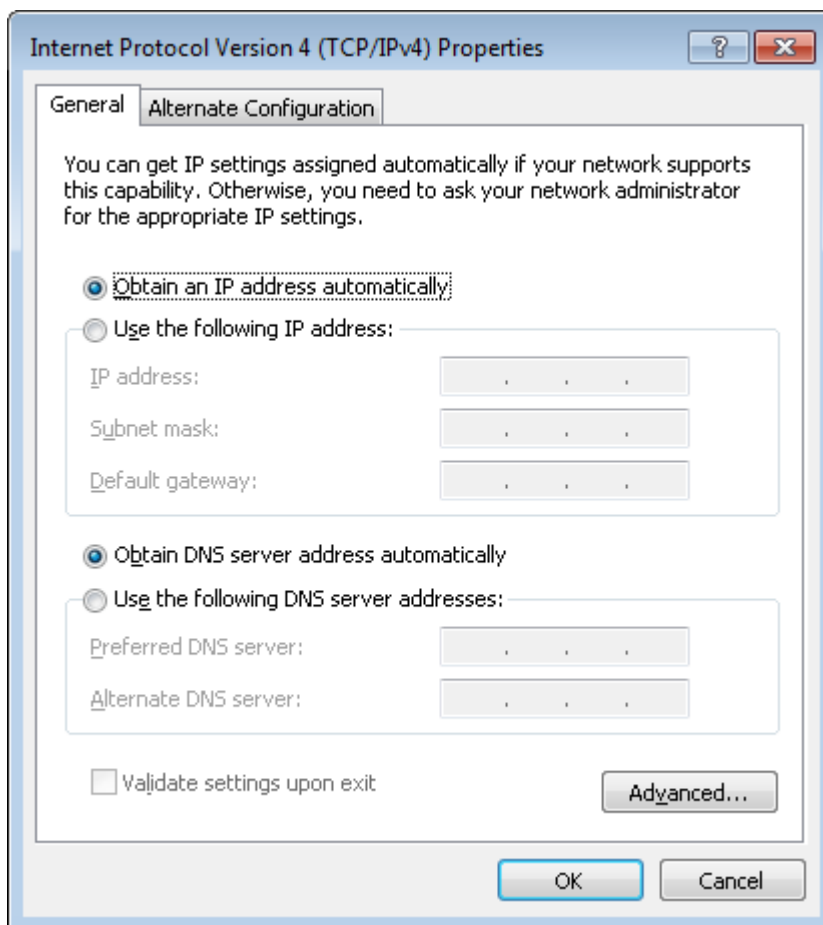 Internet Protocol Version 4 (TCP/IPv4) Properties
General
Alternate Configuration
You can get IP settings assigned automatically if your network supports
this capability. Otherwise, you need to ask your network administrator
for the appropriate IP settings.
Obtain an IP address automatically
Use the following IP address:
IP address:
Subnet mask:
Default gateway:
Obtain DNS server address automatically
Use the following DNS server addresses:
Preferred DNS server:
Alternate DNS server:
Validate settings upon exit
Advanced...
OK
Cancel